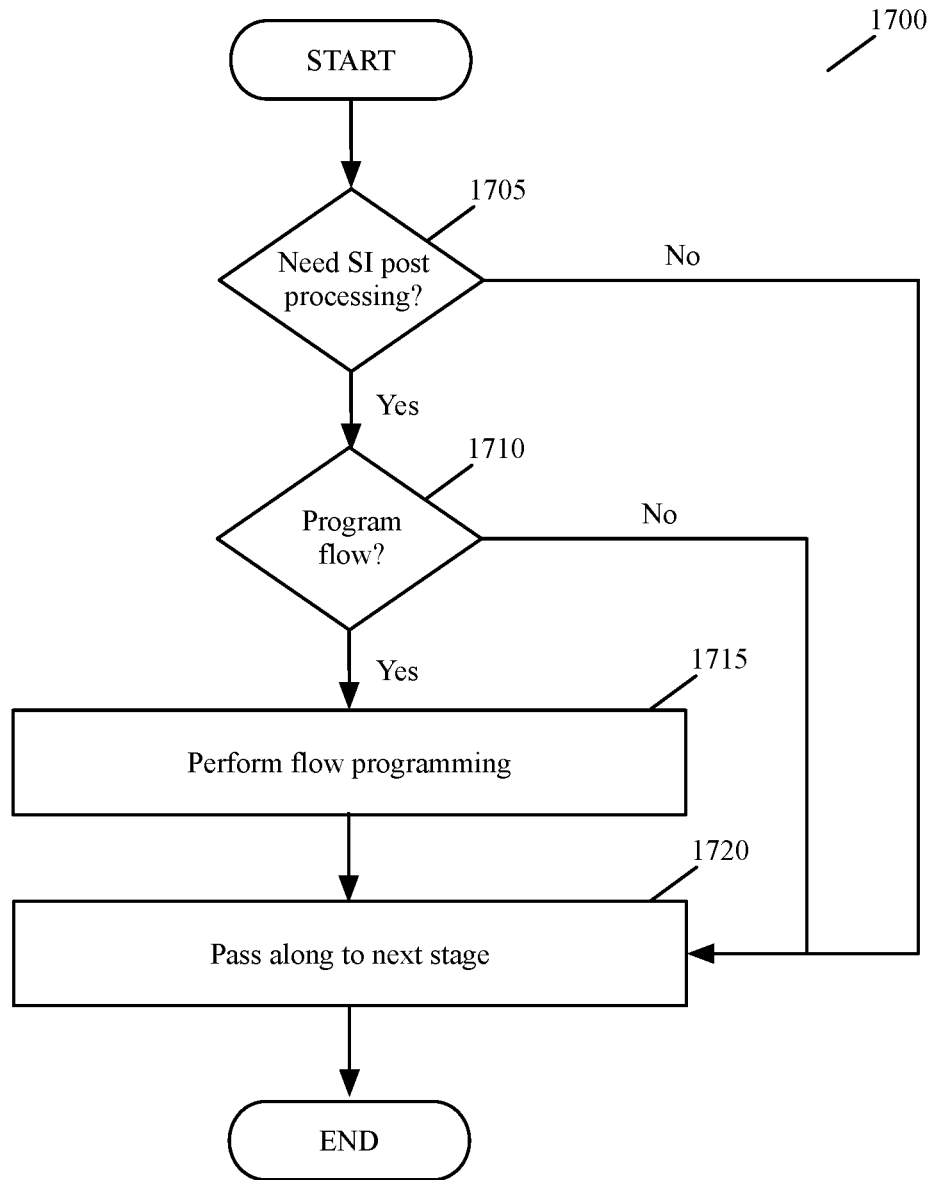 1700
START
1705
Need SI post
processing?
No
Yes
1710
Program
flow?
No
Yes
1715
Perform flow programming
1720
Pass along to next stage
END